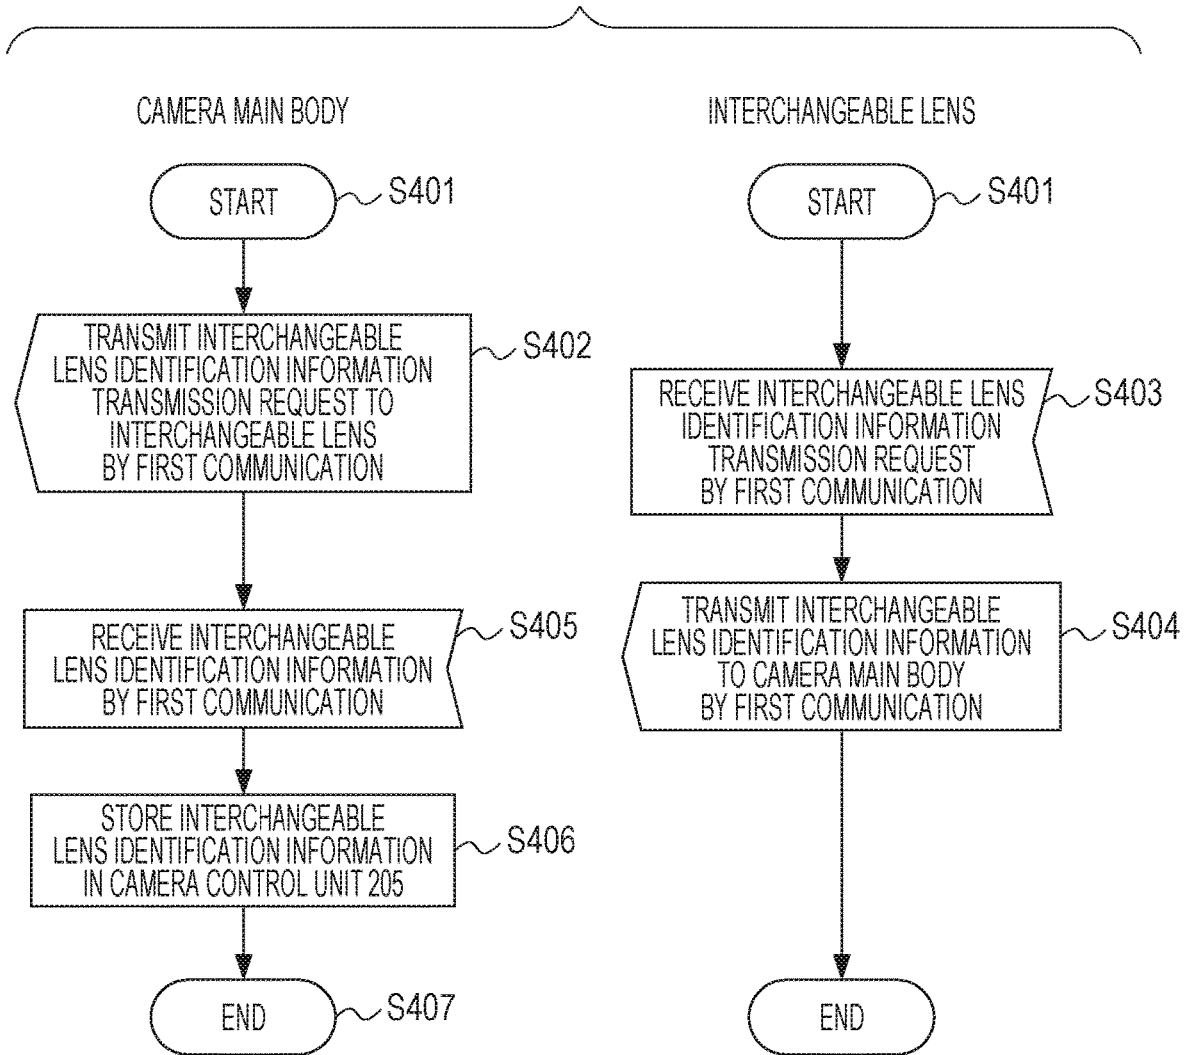 CAMERA MAIN BODY
START
S401
TRANSMIT INTERCHANGEABLE
LENS IDENTIFICATION INFORMATION
TRANSMISSION REQUEST TO
INTERCHANGEABLE LENS
BY FIRST COMMUNICATION
S402
RECEIVE INTERCHANGEABLE
LENS IDENTIFICATION INFORMATION
BY FIRST COMMUNICATION
S405
STORE INTERCHANGEABLE
LENS IDENTIFICATION INFORMATION
IN CAMERA CONTROL UNIT 205
S406
END
S407
INTERCHANGEABLE LENS
START
S401
RECEIVE INTERCHANGEABLE LENS
IDENTIFICATION INFORMATION
TRANSMISSION REQUEST
BY FIRST COMMUNICATION
S403
TRANSMIT INTERCHANGEABLE
LENS IDENTIFICATION INFORMATION
TO CAMERA MAIN BODY
BY FIRST COMMUNICATION
S404
END